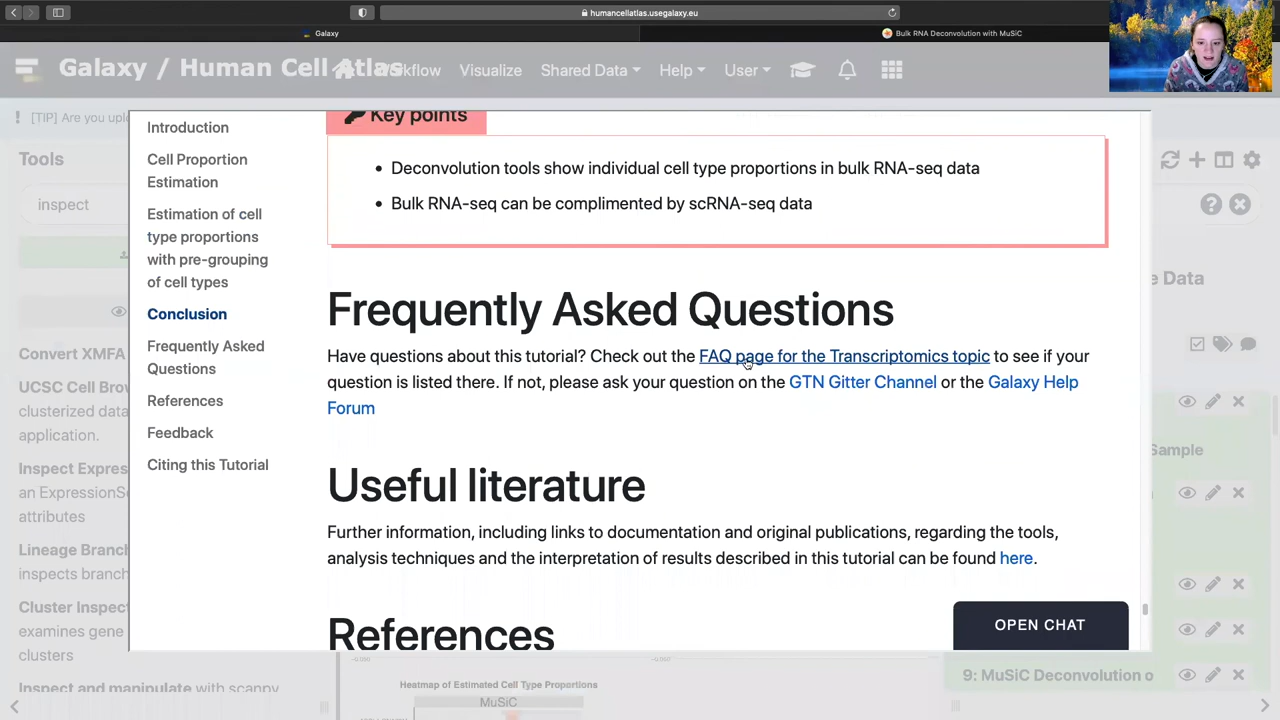 humancellatlas.usegalaxy.eu
Galaxy
Bulk RNA Deconvolution with MuSiC
Galaxy / Human Cell Atlas
Workflow
Visualize
Shared Data
Help
User
[TIP] Are you uplo
Tools
inspect
Convert XMFA
UCSC Cell Brow
clusterized data
application.
Inspect Express
an ExpressionSe
attributes
Lineage Branch
inspects branch
Cluster Inspect
examines gene
clusters
Inspect and manipulate with scanpy
Introduction
Cell Proportion
Estimation
Estimation of cell
type proportions
with pre-grouping
of cell types
Conclusion
Frequently Asked
Questions
References
Feedback
Citing this Tutorial
Key points
Deconvolution tools show individual cell type proportions in bulk RNA-seq data
Bulk RNA-seq can be complimented by scRNA-seq data
Frequently Asked Questions
Have questions about this tutorial? Check out the FAQ page for the Transcriptomics topic to see if your
question is listed there. If not, please ask your question on the GTN Gitter Channel or the Galaxy Help
Forum
Useful literature
Further information, including links to documentation and original publications, regarding the tools,
analysis techniques and the interpretation of results described in this tutorial can be found here.
References
OPEN CHAT
e Data
Sample
9: MuSiC Deconvolution o
Heatmap of Estimated Cell Type Proportions
MuSiC